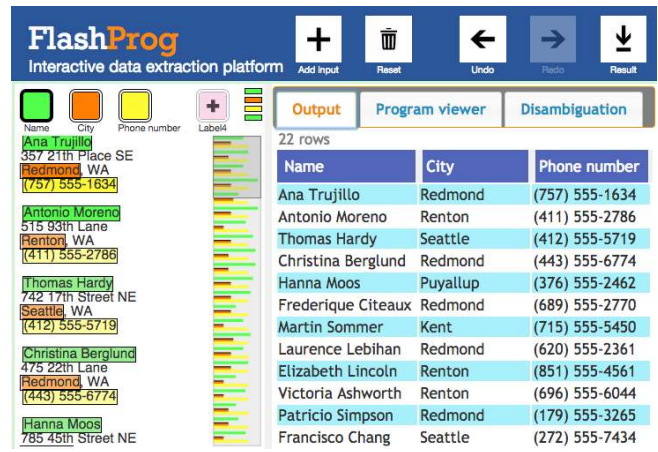 FlashProg
Interactive data extraction platform
Add input
Reset
Undo
Redo
Result
Name
City
Phone number
Label4
Ana Trujillo
357 21th Place SE
Redmond, WA
(757) 555-1634
Antonio Moreno
515 93th Lane
Renton, WA
(411) 555-2786
Thomas Hardy
742 17th Street NE
Seattle, WA
(412) 555-5719
Christina Berglund
475 22th Lane
Redmond, WA
(443) 555-6774
Hanna Moos
785 45th Street NE
Output Program viewer Disambiguation
22 rows
Name City Phone number
Ana Trujillo Redmond (757) 555-1634
Antonio Moreno Renton (411) 555-2786
Thomas Hardy Seattle (412) 555-5719
Christina Berglund Redmond (443) 555-6774
Hanna Moos Puyallup (376) 555-2462
Frederique Citeaux Redmond (689) 555-2770
Martin Sommer Kent (715) 555-5450
Laurence Lebihan Redmond (620) 555-2361
Elizabeth Lincoln Renton (851) 555-4561
Victoria Ashworth Renton (696) 555-6044
Patricio Simpson Redmond (179) 555-3265
Francisco Chang Seattle (272) 555-7434